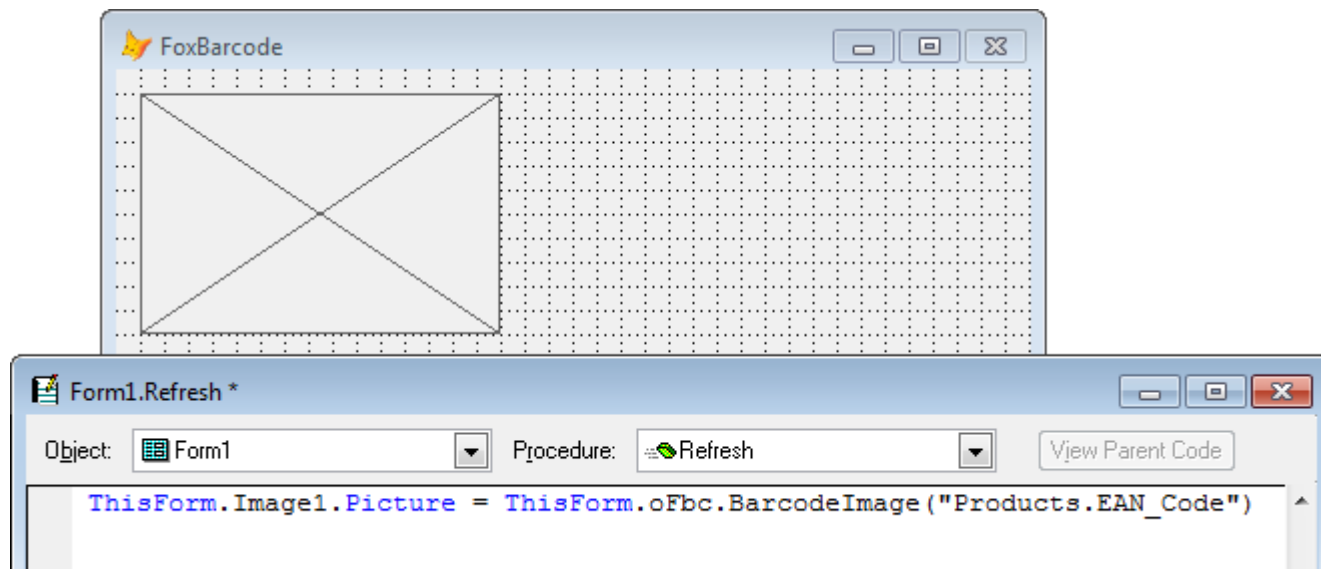 FoxBarcode
Form1.Refresh *
Object: Form1 Procedure: Refresh View Parent Code
ThisForm.Image1.Picture = ThisForm.oFbc.BarcodeImage("Products.EAN_Code")